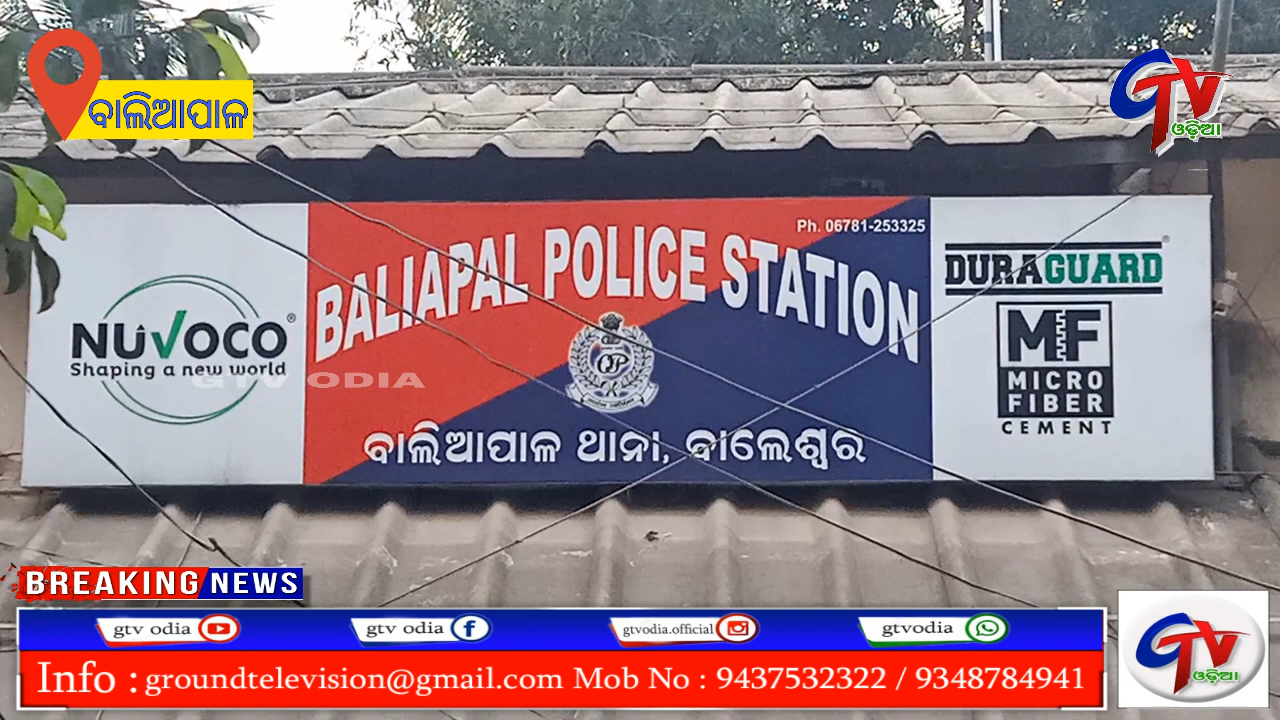 ବାଲିଆପାଳ
GTV
ଓଡ଼ିଆ
Ph. 06781-253325
BALIAPAL POLICE STATION
NUVOCO®
Shaping a new world
GTV ODIA
DURAGUARD®
MF
MICRO
FIBER
CEMENT
OP
ବାଲିଆପାଳ ଥାନା, ବାଲେଶ୍ଵର
BREAKING NEWS
gtv odia
gtv odia
gtvodia.official
gtvodia
Info : groundtelevision@gmail.com Mob No : 9437532322 / 9348784941
GTV
ଓଡ଼ିଆ